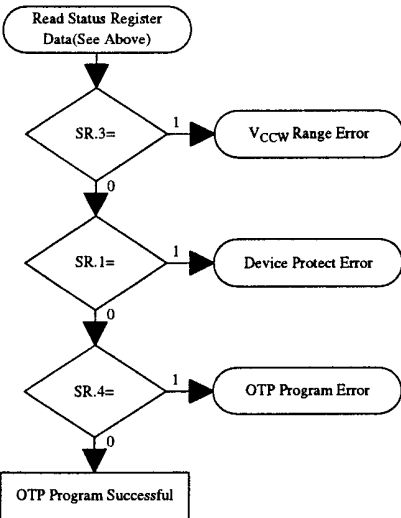 Read Status Register
Data(See Above)
SR.3=
1
VCCW Range Error
0
SR.1=
1
Device Protect Error
0
SR.4=
1
OTP Program Error
0
OTP Program Successful